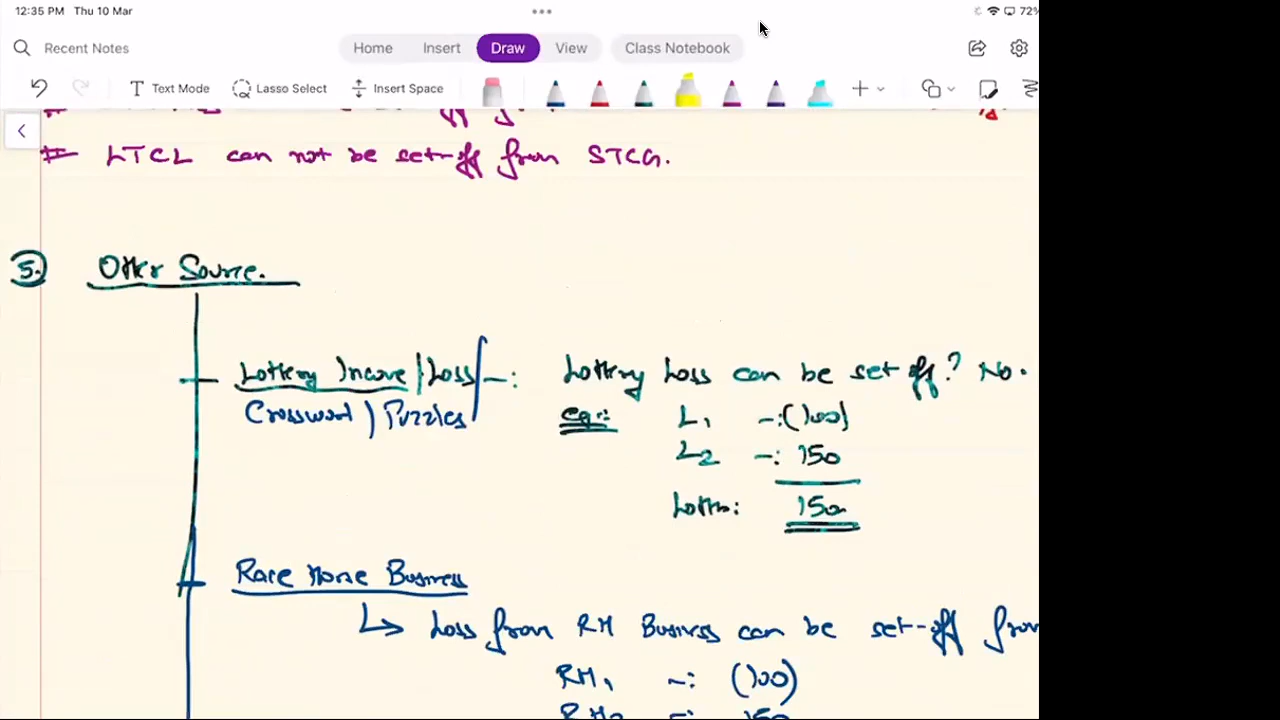 12:35 PM Thu 10 Mar
72%
Recent Notes
Home Insert Draw View Class Notebook
Text Mode Lasso Select Insert Space
# LTCL can not be set-off from STCG.
5. Other Source.
Lottery Income | Loss -: Lottery Loss can be set off? No.
Crossword | Puzzles
eg:- L1 -: (100)
L2 -: 150
150
Race Horse Business
↳ Loss from RH Business can be set-off from
RH1 -: (100)
RH2 -: 150